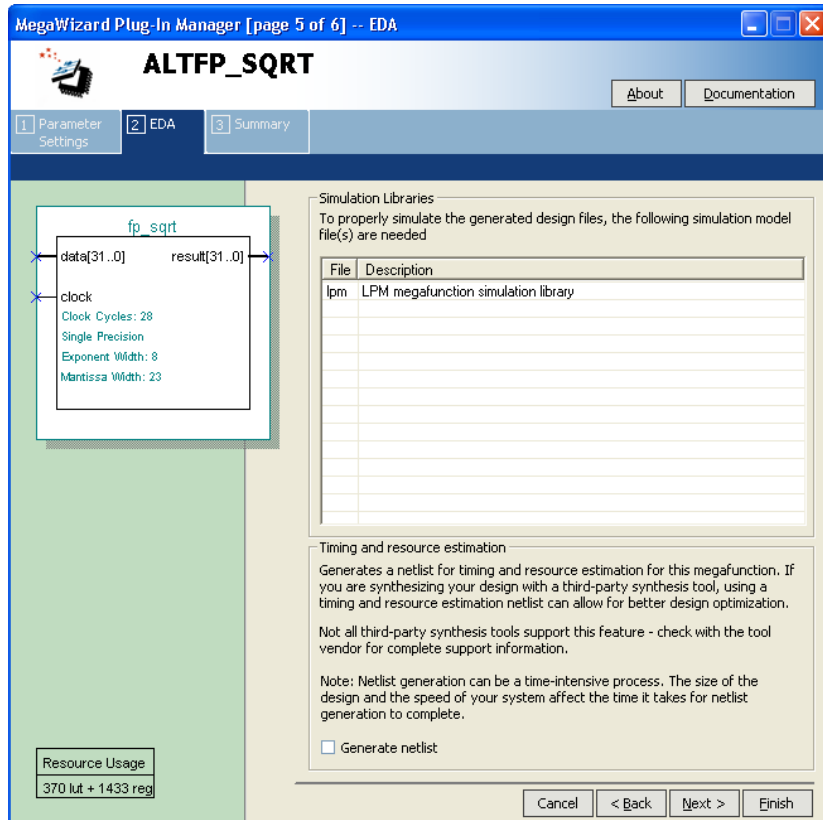 MegaWizard Plug-In Manager [page 5 of 6] -- EDA
ALTFP_SQRT
About
Documentation
1 Parameter Settings
2 EDA
3 Summary
fp_sqrt
data[31..0] result[31..0]
clock
Clock Cycles: 28
Single Precision
Exponent Width: 8
Mantissa Width: 23
Resource Usage
370 lut + 1433 reg
Simulation Libraries
To properly simulate the generated design files, the following simulation model
file(s) are needed
File Description
lpm LPM megafunction simulation library
Timing and resource estimation
Generates a netlist for timing and resource estimation for this megafunction. If
you are synthesizing your design with a third-party synthesis tool, using a
timing and resource estimation netlist can allow for better design optimization.
Not all third-party synthesis tools support this feature - check with the tool
vendor for complete support information.
Note: Netlist generation can be a time-intensive process. The size of the
design and the speed of your system affect the time it takes for netlist
generation to complete.
Generate netlist
Cancel < Back Next > Finish